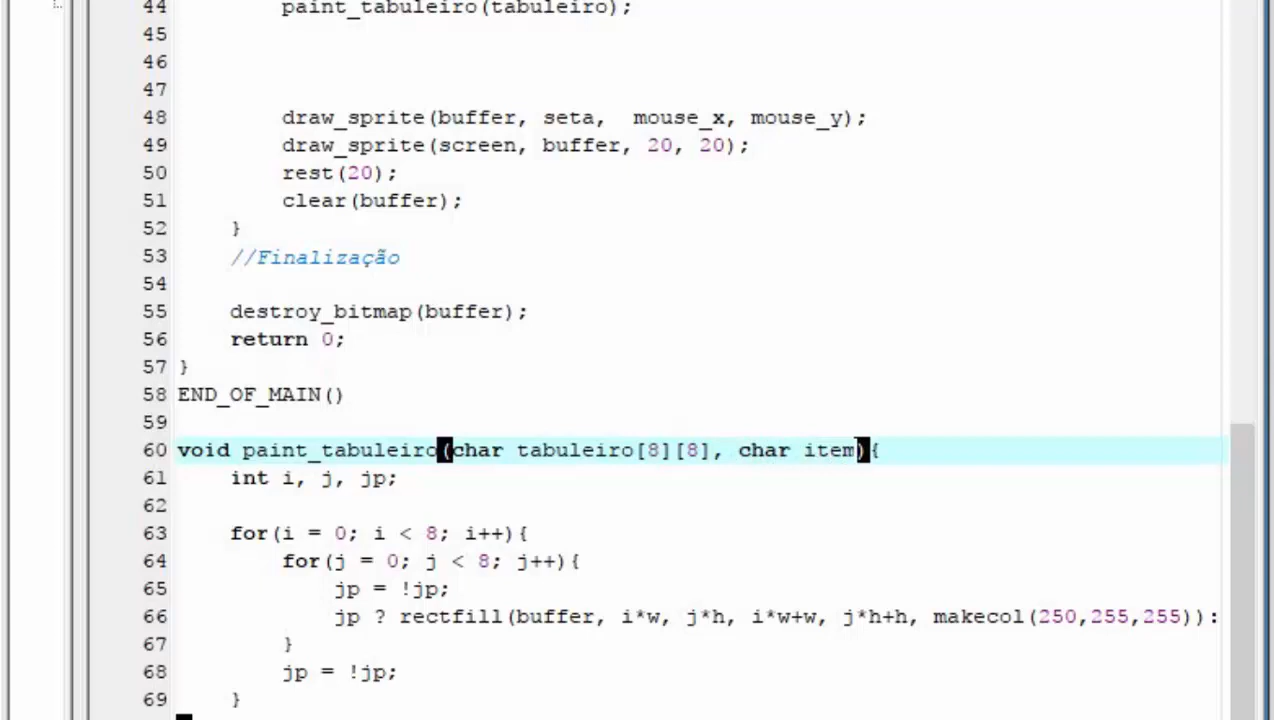 44 paint_tabuleiro(tabuleiro);
45
46
47
48 draw_sprite(buffer, seta,  mouse_x, mouse_y);
49 draw_sprite(screen, buffer, 20, 20);
50 rest(20);
51 clear(buffer);
52 }
53 //Finalização
54
55 destroy_bitmap(buffer);
56 return 0;
57 }
58 END_OF_MAIN()
59
60 void paint_tabuleiro(char tabuleiro[8][8], char item){
61 int i, j, jp;
62
63 for(i = 0; i < 8; i++){
64 for(j = 0; j < 8; j++){
65 jp = !jp;
66 jp ? rectfill(buffer, i*w, j*h, i*w+w, j*h+h, makecol(250,255,255)):
67 }
68 jp = !jp;
69 }